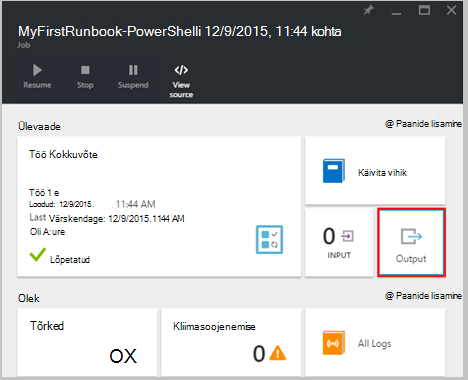 MyFirstRunbook-PowerShelli 12/9/2015, 11:44 kohta
Job
Resume
Stop
Suspend
View source
Ülevaade
@ Paanide lisamine
Töö Kokkuvõte
Töö 1 e
Loodud: 12/9/2015. 11:44 AM
Last Värskendage: 12/9/2015.1144 AM
Oli A:ure
Lõpetatud
Käivita vihik
0
INPUT
Output
Olek
@ Paanide lisamine
Tõrked
OX
Kliimasoojenemise
0
All Logs